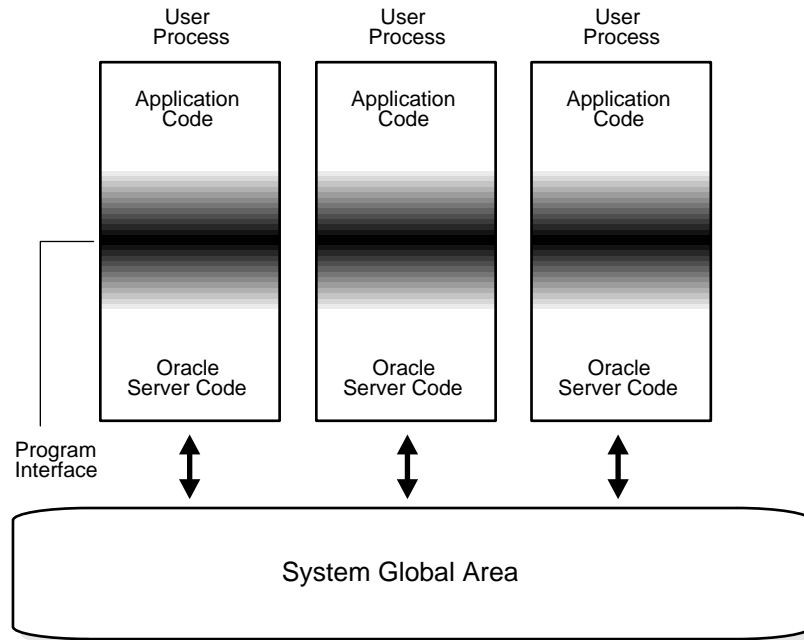 User
Process
User
Process
User
Process
Application
Code
Application
Code
Application
Code
Oracle
Server Code
Oracle
Server Code
Oracle
Server Code
Program
Interface
System Global Area